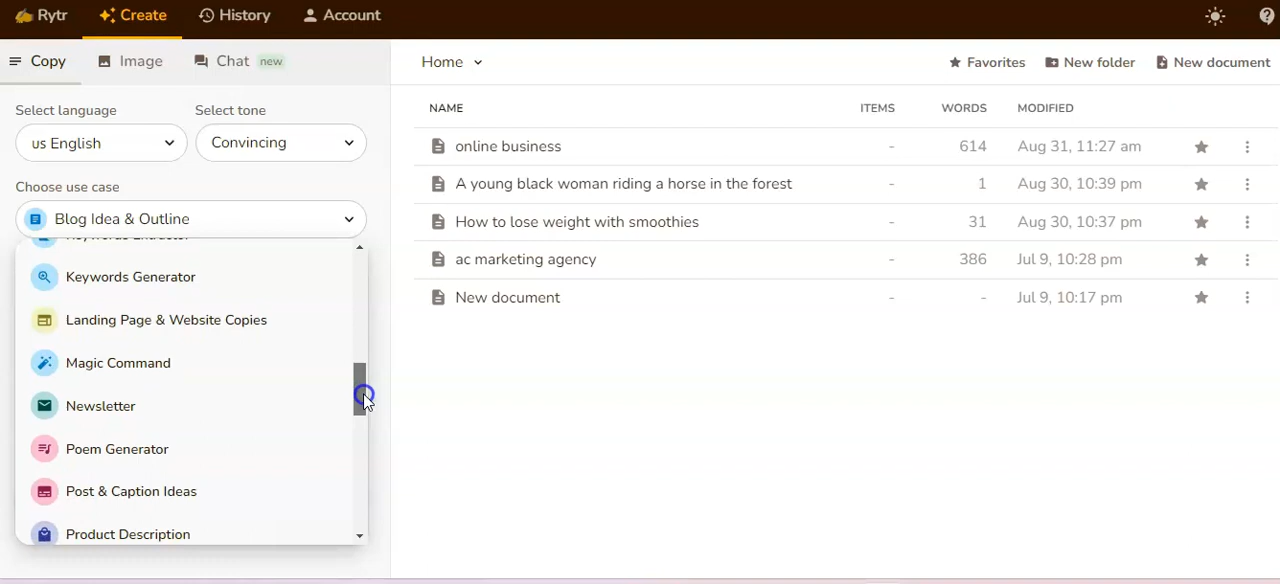 Rytr Create History Account
Copy Image Chat new
Home Favorites New folder New document
Select language Select tone
us English Convincing
Choose use case
Blog Idea & Outline
Keywords Generator
Landing Page & Website Copies
Magic Command
Newsletter
Poem Generator
Post & Caption Ideas
Product Description
NAME ITEMS WORDS MODIFIED
online business - 614 Aug 31, 11:27 am
A young black woman riding a horse in the forest - 1 Aug 30, 10:39 pm
How to lose weight with smoothies - 31 Aug 30, 10:37 pm
ac marketing agency - 386 Jul 9, 10:28 pm
New document - - Jul 9, 10:17 pm